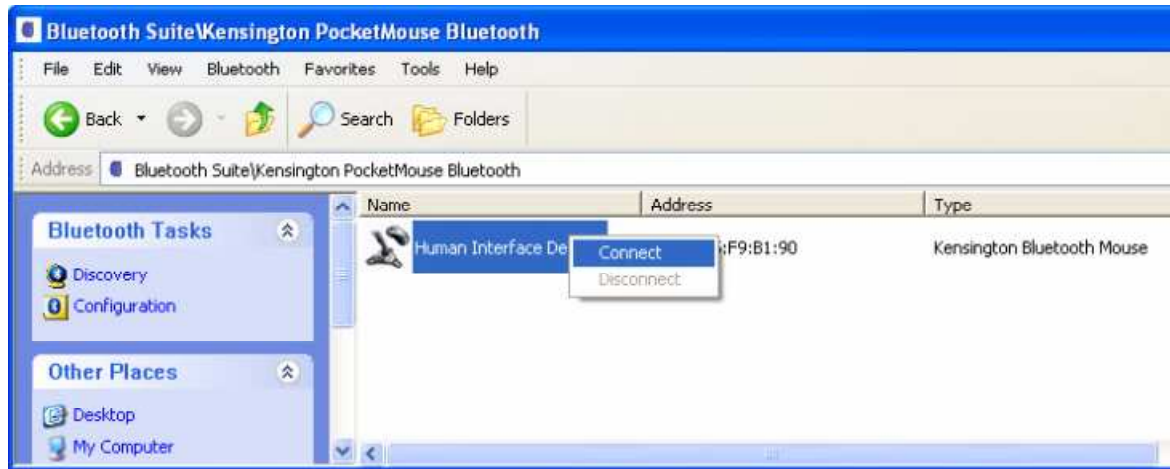 Bluetooth Suite\Kensington PocketMouse Bluetooth
File Edit View Bluetooth Favorites Tools Help
Back Search Folders
Address Bluetooth Suite\Kensington PocketMouse Bluetooth
Name Address Type
Bluetooth Tasks
Human Interface De :F9:B1:90 Kensington Bluetooth Mouse
Connect
Disconnect
Discovery
Configuration
Other Places
Desktop
My Computer